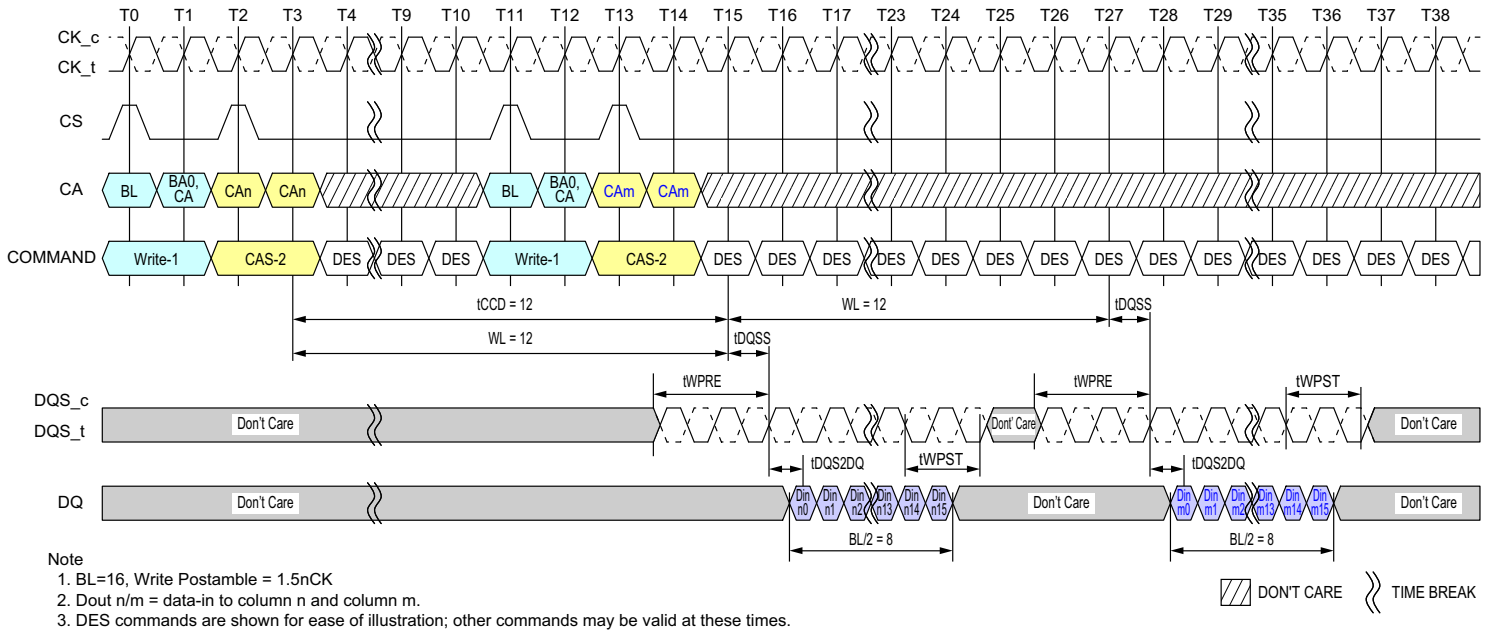 T0 T1 T2 T3 T4 T9 T10 T11 T12 T13 T14 T15 T16 T17 T22 T23 T24 T25 T26 T27 T28 T29 T35 T36 T37 T38
CK_c
CK_t
CS
CA
BL BA0, CA CAn CAn BL BA0, CA CAm CAm
COMMAND Write-1 CAS-2 DES DES DES Write-1 CAS-2 DES DES DES DES DES DES DES DES DES DES DES DES DES DES
tCCD = 12 WL = 12 tDQSS
WL = 12 tDQSS
tWPRE tWPRE tWPST
DQS_c
DQS_t
Don't Care Dont' Care Don't Care
tDQS2DQ tWPST tDQS2DQ
DQ Don't Care Din n0 Din n1 Din n2 Din n13 Din n14 Din n15 Don't Care Din m0 Din m1 Din m2 Din m13 Din m14 Din m15 Don't Care
BL/2 = 8 BL/2 = 8
Note
1. BL=16, Write Postamble = 1.5nCK
2. Dout n/m = data-in to column n and column m.
3. DES commands are shown for ease of illustration; other commands may be valid at these times.
DON'T CARE TIME BREAK